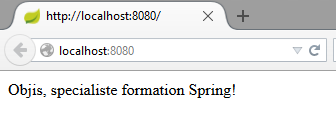 http://localhost:8080/
localhost:8080
Objis, specialiste formation Spring!